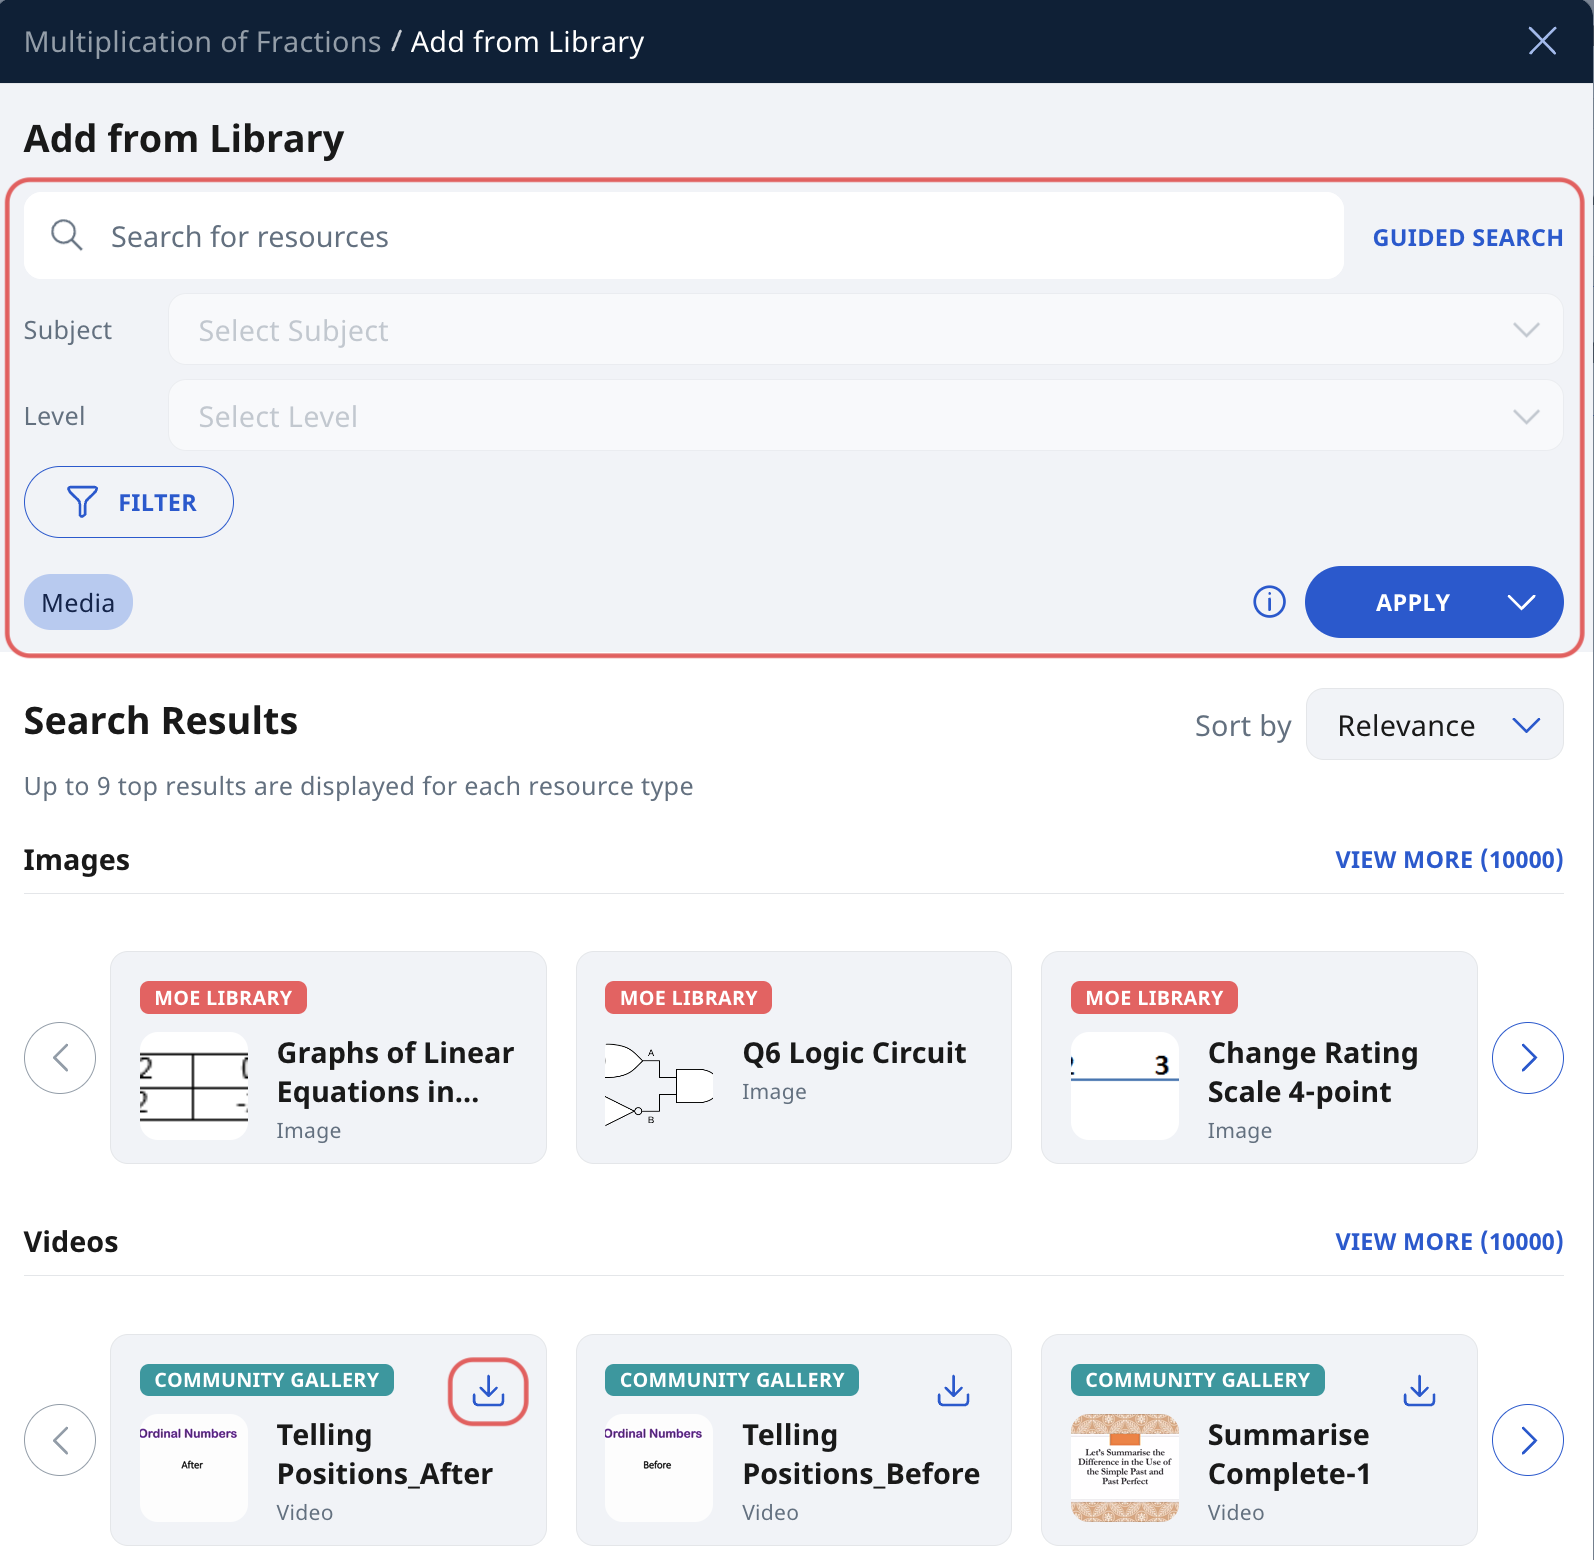 Multiplication of Fractions / Add from Library
Add from Library
Search for resources
GUIDED SEARCH
Subject
Select Subject
Level
Select Level
FILTER
Media
APPLY
Search Results
Sort by
Relevance
Up to 9 top results are displayed for each resource type
Images
VIEW MORE (10000)
MOE LIBRARY
Graphs of Linear
Equations in...
Image
MOE LIBRARY
A
B
Q6 Logic Circuit
Image
MOE LIBRARY
3
Change Rating
Scale 4-point
Image
Videos
VIEW MORE (10000)
COMMUNITY GALLERY
Ordinal Numbers
After
Telling
Positions_After
Video
COMMUNITY GALLERY
Ordinal Numbers
Before
Telling
Positions_Before
Video
COMMUNITY GALLERY
Let's Summarise the
Difference in the Use of
the Simple Past and
Past Perfect
Summarise
Complete-1
Video